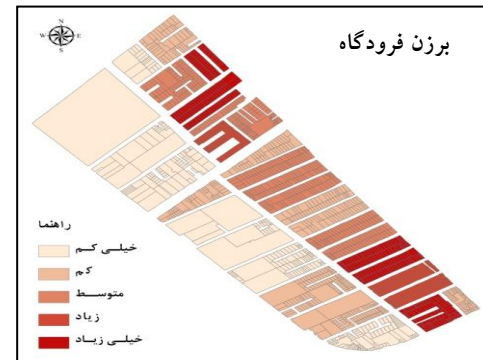 برزن فرودگاه
N
W E
S
راهنما
خیلی کم
کم
متوسط
زیاد
خیلی زیاد